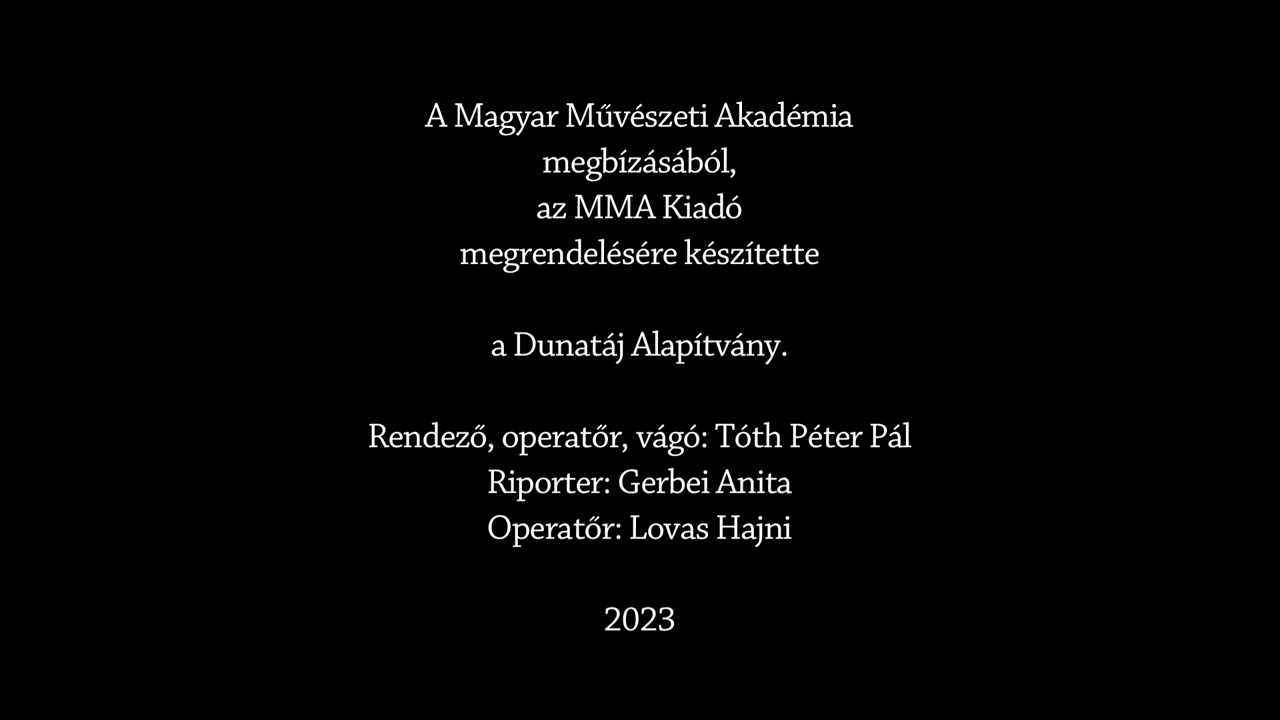 A Magyar Művészeti Akadémia
megbízásából,
az MMA Kiadó
megrendelésére készítette
a Dunatáj Alapítvány.
Rendező, operatőr, vágó: Tóth Péter Pál
Riporter: Gerbei Anita
Operatőr: Lovas Hajni
2023